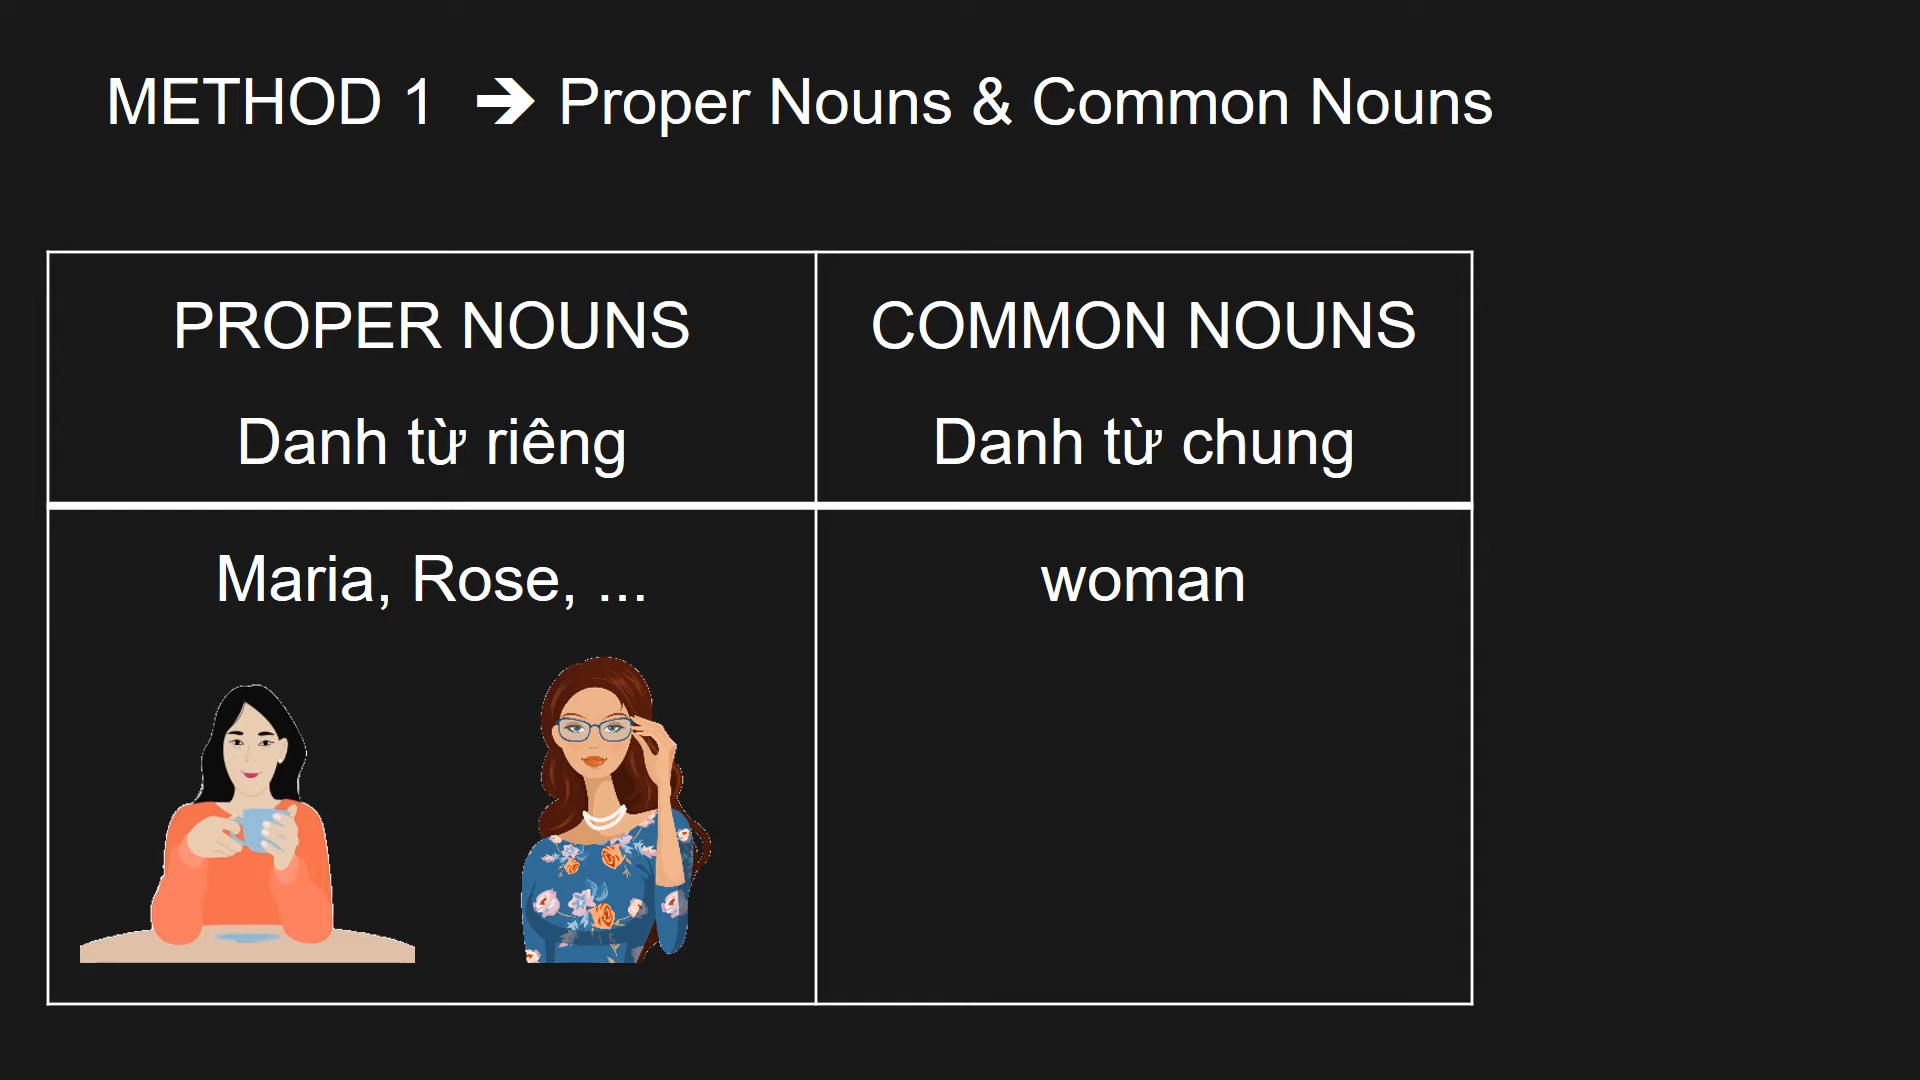 METHOD 1 🡲 Proper Nouns & Common Nouns
PROPER NOUNS
Danh từ riêng
COMMON NOUNS
Danh từ chung
Maria, Rose, ...
woman